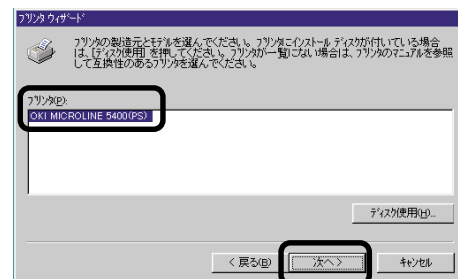 プリンタ ウィザード
プリンタの製造元とモデルを選んでください。プリンタにインストール ディスクが付いている場合
は、[ディスク使用] を押してください。プリンタが一覧にない場合は、プリンタのマニュアルを参照
して互換性のあるプリンタを選んでください。
プリンタ(P):
OKI MICROLINE 5400(PS)
ディスク使用(H)...
< 戻る(B)
次へ >
キャンセル